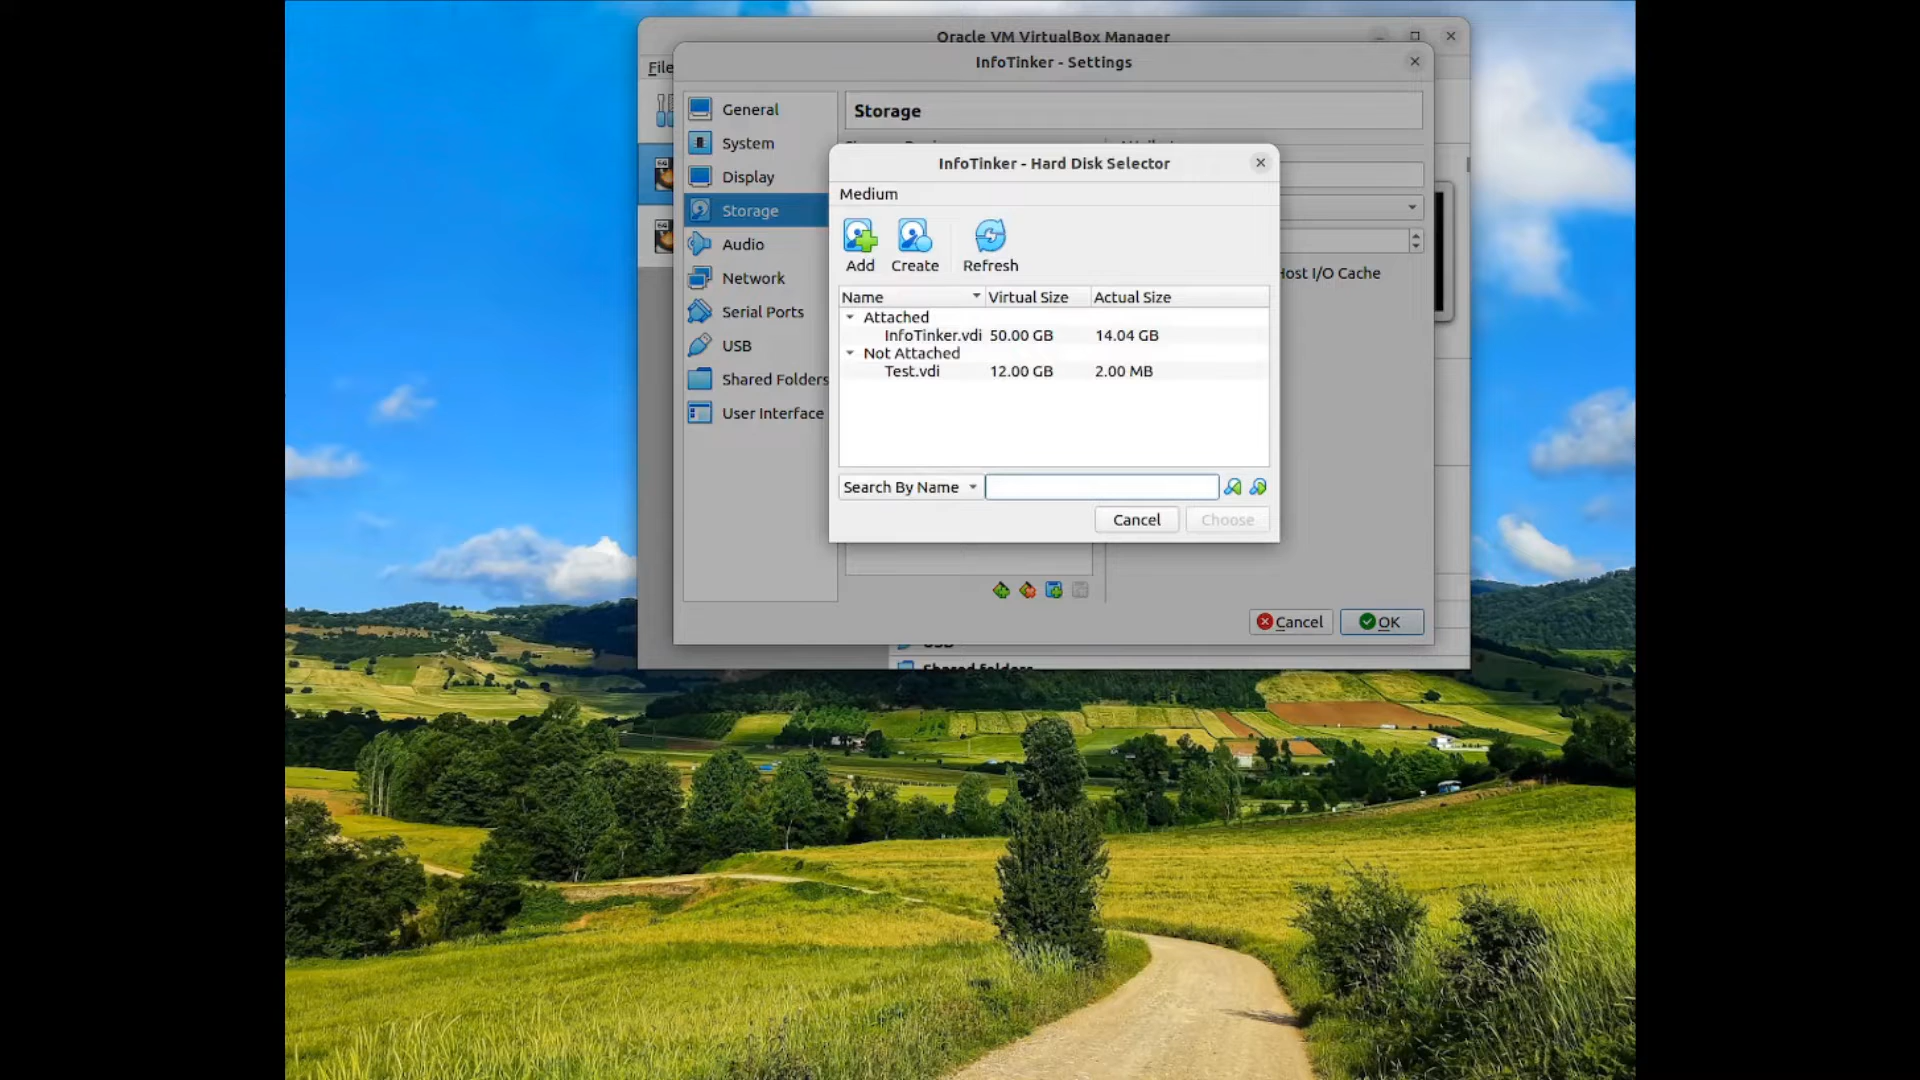 Oracle VM VirtualBox Manager
File
InfoTinker - Settings
General
System
Display
Storage
Audio
Network
Serial Ports
USB
Shared Folders
User Interface
Storage
InfoTinker - Hard Disk Selector
Medium
Add
Create
Refresh
Host I/O Cache
Name Virtual Size Actual Size
Attached
InfoTinker.vdi 50.00 GB 14.04 GB
Not Attached
Test.vdi 12.00 GB 2.00 MB
Search By Name
Cancel Choose
Cancel OK
USB
Shared folders